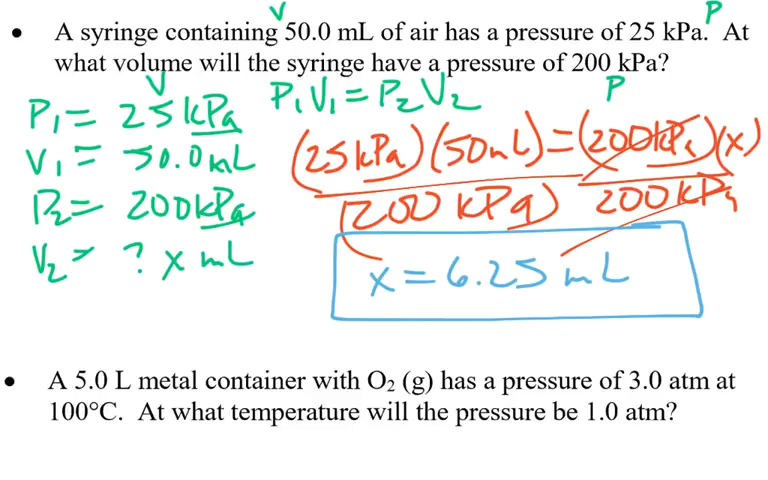 V
P
• A syringe containing 50.0 mL of air has a pressure of 25 kPa. At
what volume will the syringe have a pressure of 200 kPa?
V
P
P₁ = 25 kPa
P₁V₁ = P₂V₂
V₁ = 50.0 mL
(25 kPa)(50 mL) = (200 kPa)(x)
P₂ = 200 kPa
(200 kPa) 200 kPa
V₂ = ? x mL
x = 6.25 mL
• A 5.0 L metal container with O₂ (g) has a pressure of 3.0 atm at
100°C. At what temperature will the pressure be 1.0 atm?